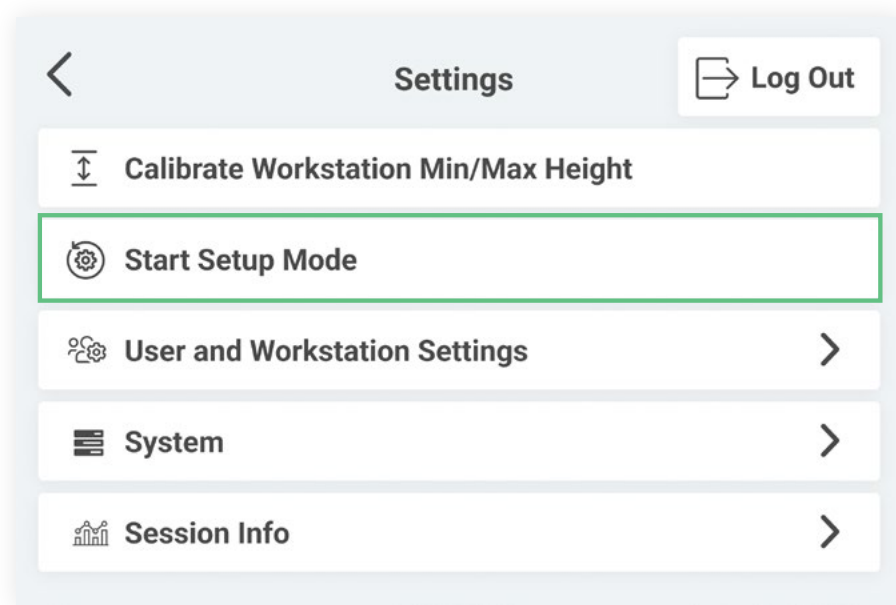 Settings
Log Out
Calibrate Workstation Min/Max Height
Start Setup Mode
User and Workstation Settings
System
Session Info